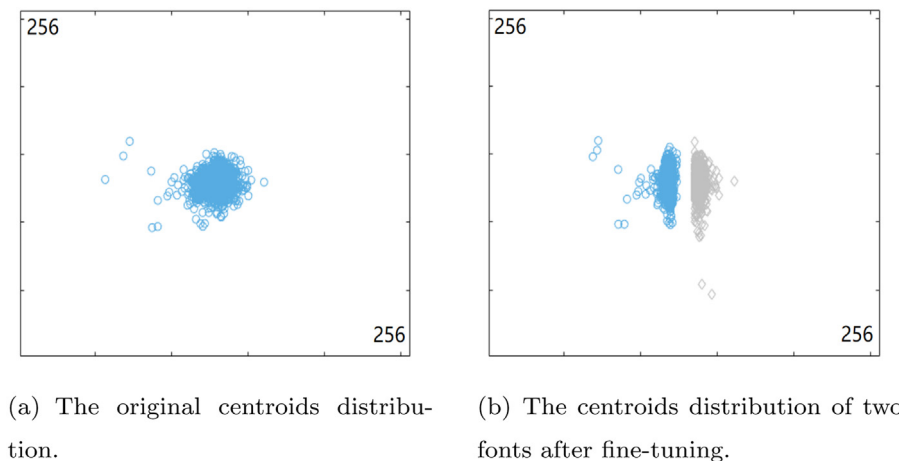 256
256
256
256
(a) The original centroids distribu-
tion.
(b) The centroids distribution of two
fonts after fine-tuning.